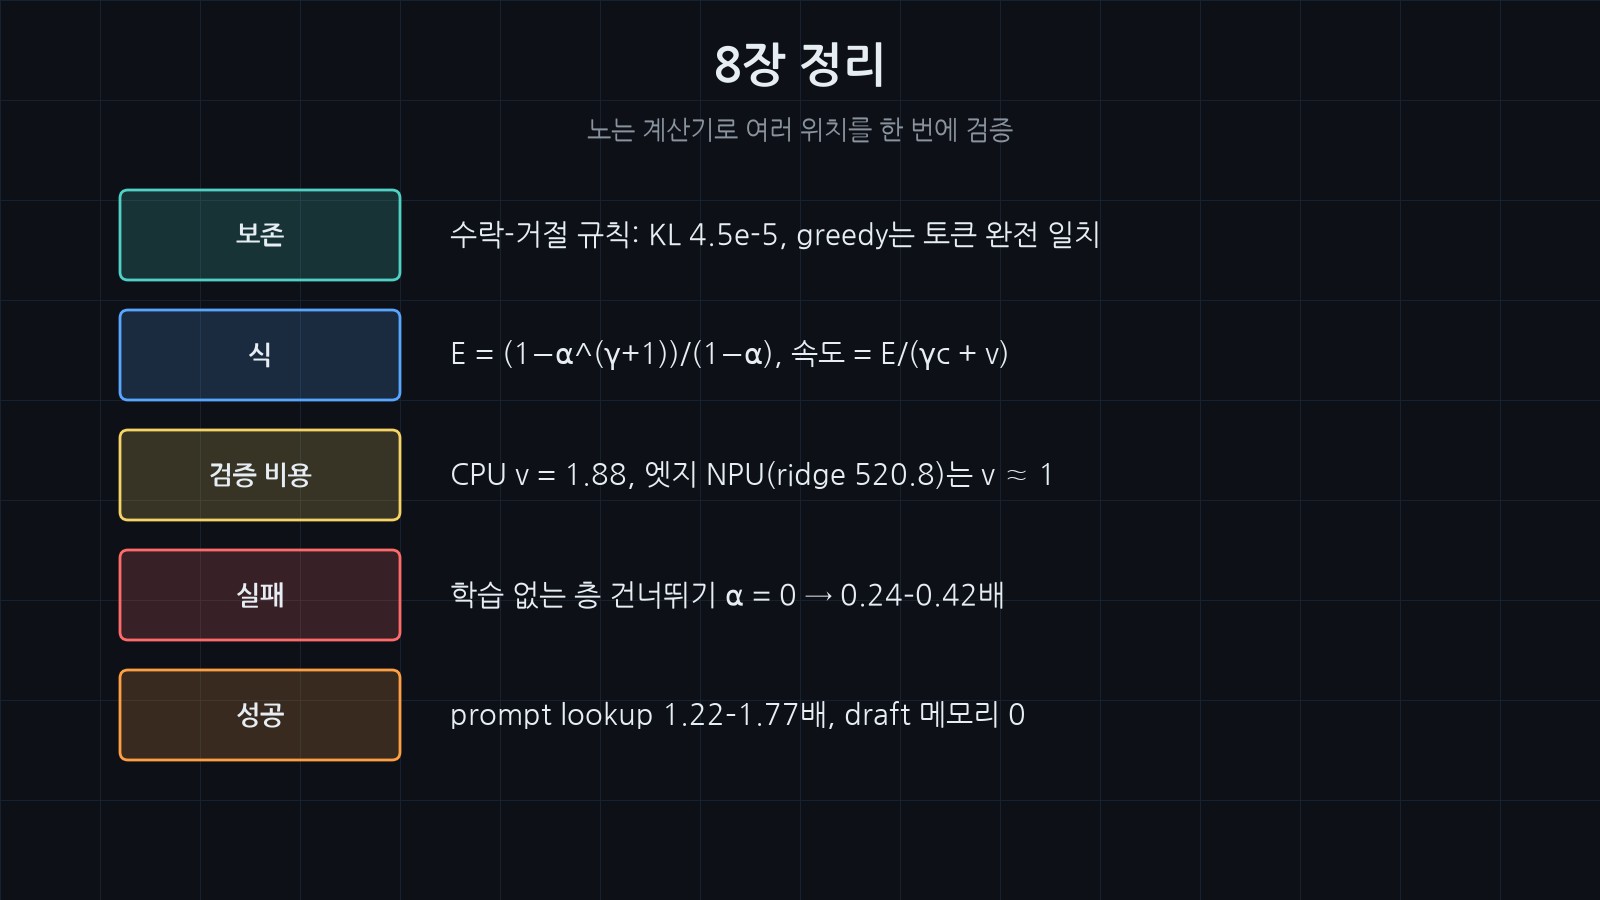 8장 정리
노는 계산기로 여러 위치를 한 번에 검증
보존
수락-거절 규칙: KL 4.5e-5, greedy는 토큰 완전 일치
식
E = (1−α^(γ+1))/(1−α), 속도 = E/(γc + v)
검증 비용
CPU v = 1.88, 엣지 NPU(ridge 520.8)는 v ≈ 1
실패
학습 없는 층 건너뛰기 α = 0 → 0.24-0.42배
성공
prompt lookup 1.22-1.77배, draft 메모리 0